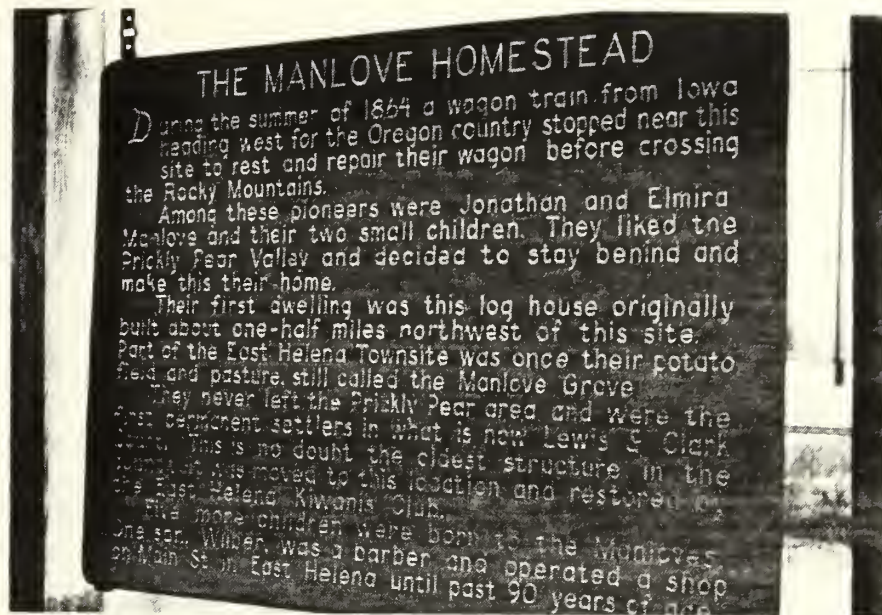 THE MANLOVE HOMESTEAD
During the summer of 1864 a wagon train from Iowa
heading west for the Oregon country stopped near this
site to rest and repair their wagon before crossing
the Rocky Mountains.
Among these pioneers were Jonathan and Elmira
Manlove and their two small children. They liked the
Prickly Pear Valley and decided to stay behind and
make this their home.
Their first dwelling was this log house originally
built about one-half miles northwest of this site.
Part of the East Helena Townsite was once their potato
field and pasture, still called the Manlove Grove
They never left the Prickly Pear area and were the
first permanent settlers in what is now Lewis & Clark
This is no doubt the oldest structure in the
was moved to this location and restored by
the East Helena Kiwanis Club.
Five more children were born to the Manloves,
One son, Wilber, was a barber and operated a shop
on Main St in East Helena until past 90 years of age.